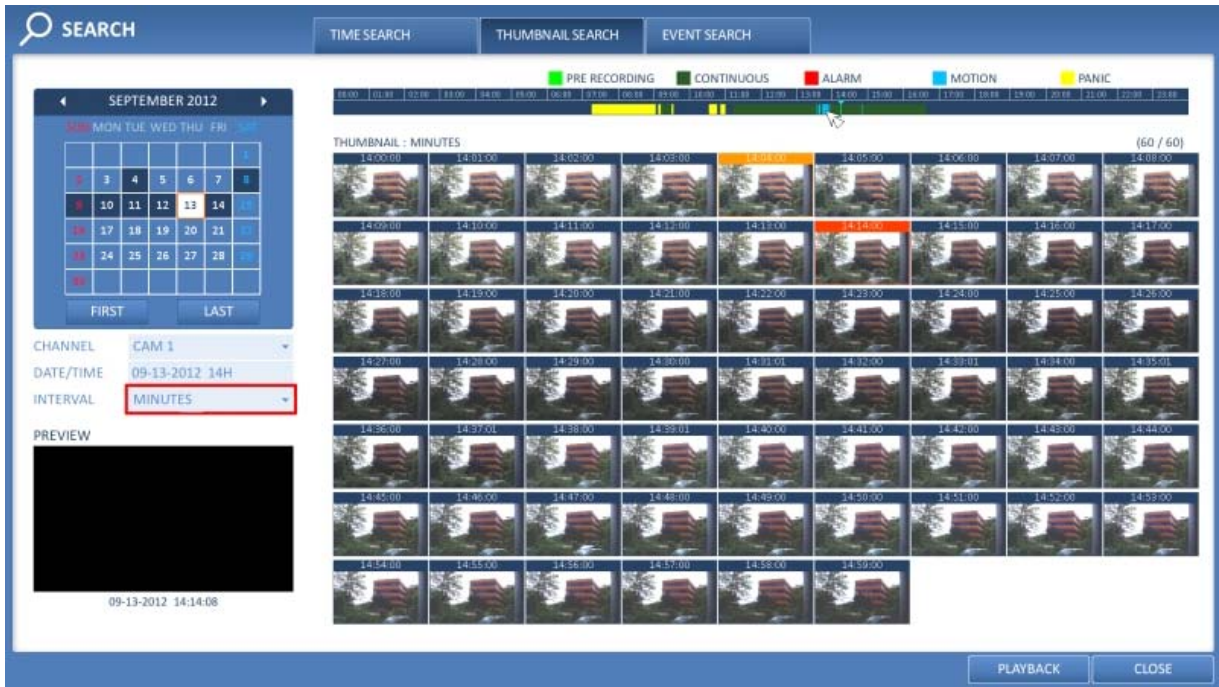 SEARCH
TIME SEARCH THUMBNAIL SEARCH EVENT SEARCH
PRE RECORDING CONTINUOUS ALARM MOTION PANIC
SEPTEMBER 2012
MON TUE WED THU FRI
1
3 4 5 6 7 8
9 10 11 12 13 14 15
17 18 19 20 21
24 25 26 27 28 29
FIRST LAST
CHANNEL CAM 1
DATE/TIME 09-13-2012 14H
INTERVAL MINUTES
PREVIEW
09-13-2012 14:14:08
THUMBNAIL : MINUTES (60 / 60)
14:00:00 14:01:00 14:02:00 14:03:00 14:04:00 14:05:00 14:06:00 14:07:00 14:08:00
14:09:00 14:10:00 14:11:00 14:12:00 14:13:00 14:14:00 14:15:00 14:16:00 14:17:00
14:18:00 14:19:00 14:20:00 14:21:00 14:22:00 14:23:00 14:24:00 14:25:00 14:26:00
14:27:00 14:28:00 14:29:00 14:30:00 14:31:01 14:32:00 14:33:01 14:34:00 14:35:01
14:36:00 14:37:01 14:38:00 14:39:01 14:40:00 14:41:00 14:42:00 14:43:00 14:44:00
14:45:00 14:46:00 14:47:00 14:48:00 14:49:00 14:50:00 14:51:00 14:52:00 14:53:00
14:54:00 14:55:00 14:56:00 14:57:00 14:58:00 14:59:00
PLAYBACK CLOSE